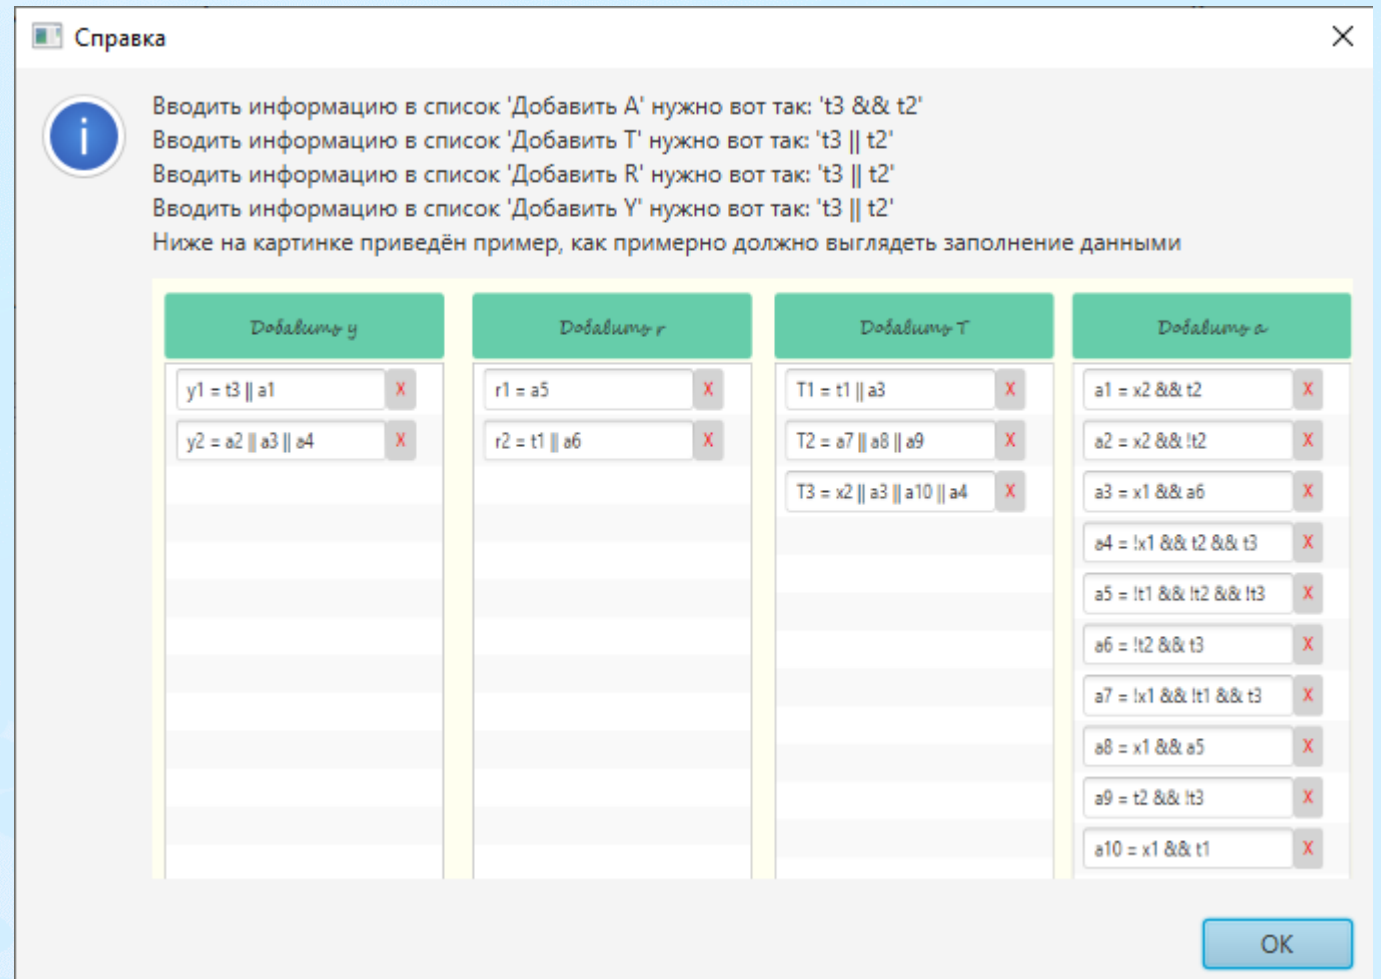 Справка
Вводить информацию в список 'Добавить А' нужно вот так: 't3 && t2'
Вводить информацию в список 'Добавить Т' нужно вот так: 't3 || t2'
Вводить информацию в список 'Добавить R' нужно вот так: 't3 || t2'
Вводить информацию в список 'Добавить Y' нужно вот так: 't3 || t2'
Ниже на картинке приведён пример, как примерно должно выглядеть заполнение данными
Добавить y
y1 = t3 || a1 X
y2 = a2 || a3 || a4 X
Добавить r
r1 = a5 X
r2 = t1 || a6 X
Добавить T
T1 = t1 || a3 X
T2 = a7 || a8 || a9 X
T3 = x2 || a3 || a10 || a4 X
Добавить a
a1 = x2 && t2 X
a2 = x2 && !t2 X
a3 = x1 && a6 X
a4 = !x1 && t2 && t3 X
a5 = !t1 && !t2 && !t3 X
a6 = !t2 && t3 X
a7 = !x1 && !t1 && t3 X
a8 = x1 && a5 X
a9 = t2 && !t3 X
a10 = x1 && t1 X
OK